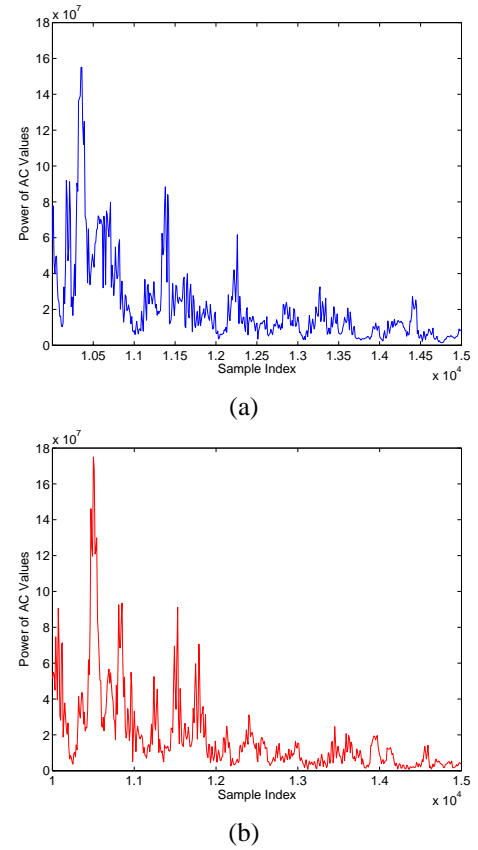 x 10^7
18
16
14
12
10
8
6
4
2
0
Power of AC Values
1.05 1.1 1.15 1.2 1.25 1.3 1.35 1.4 1.45 1.5
Sample Index
x 10^4
(a)
x 10^7
18
16
14
12
10
8
6
4
2
0
Power of AC Values
1 1.1 1.2 1.3 1.4 1.5
Sample Index
x 10^4
(b)